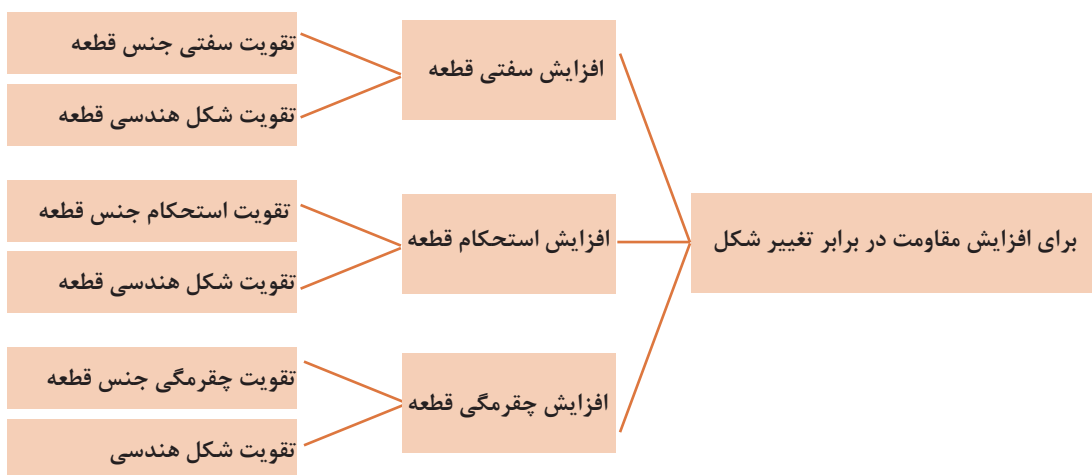 برای افزایش مقاومت در برابر تغییر شکل
افزایش سفتی قطعه
تقویت سفتی جنس قطعه
تقویت شکل هندسی قطعه
افزایش استحکام قطعه
تقویت استحکام جنس قطعه
تقویت شکل هندسی قطعه
افزایش چقرمگی قطعه
تقویت چقرمگی جنس قطعه
تقویت شکل هندسی